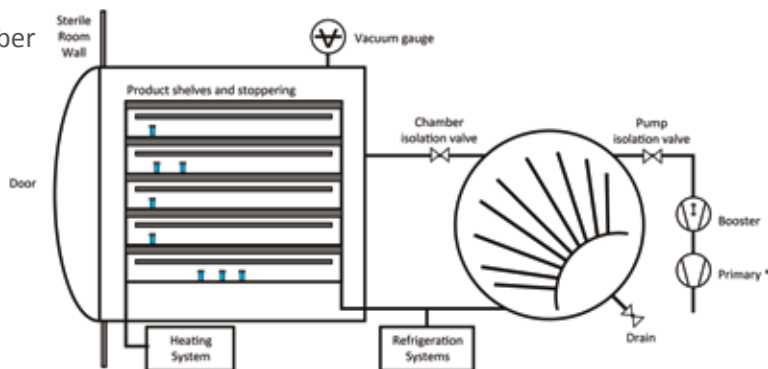 Sterile
Room
Wall
ber
Vacuum gauge
Product shelves and stoppering
Chamber
isolation valve
Pump
isolation valve
Door
Booster
Primary *
Heating
System
Refrigeration
Systems
Drain